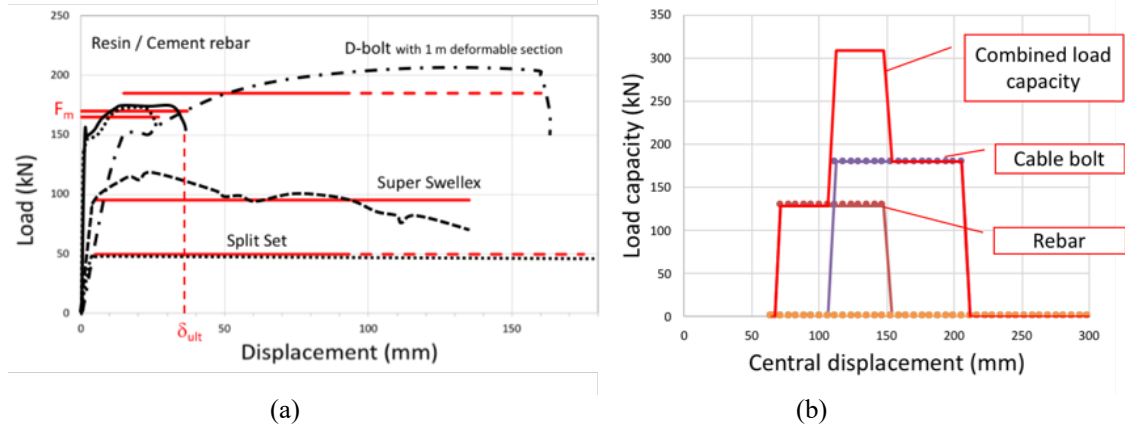 250
200
150
100
50
0
Load (kN)
Resin / Cement rebar
D-bolt with 1 m deformable section
Fm
Super Swellex
Split Set
0
50
100
150
δult
Displacement (mm)
(a)
350
300
250
200
150
100
50
0
Load capacity (kN)
Combined load
capacity
Cable bolt
Rebar
0
50
100
150
200
250
300
Central displacement (mm)
(b)